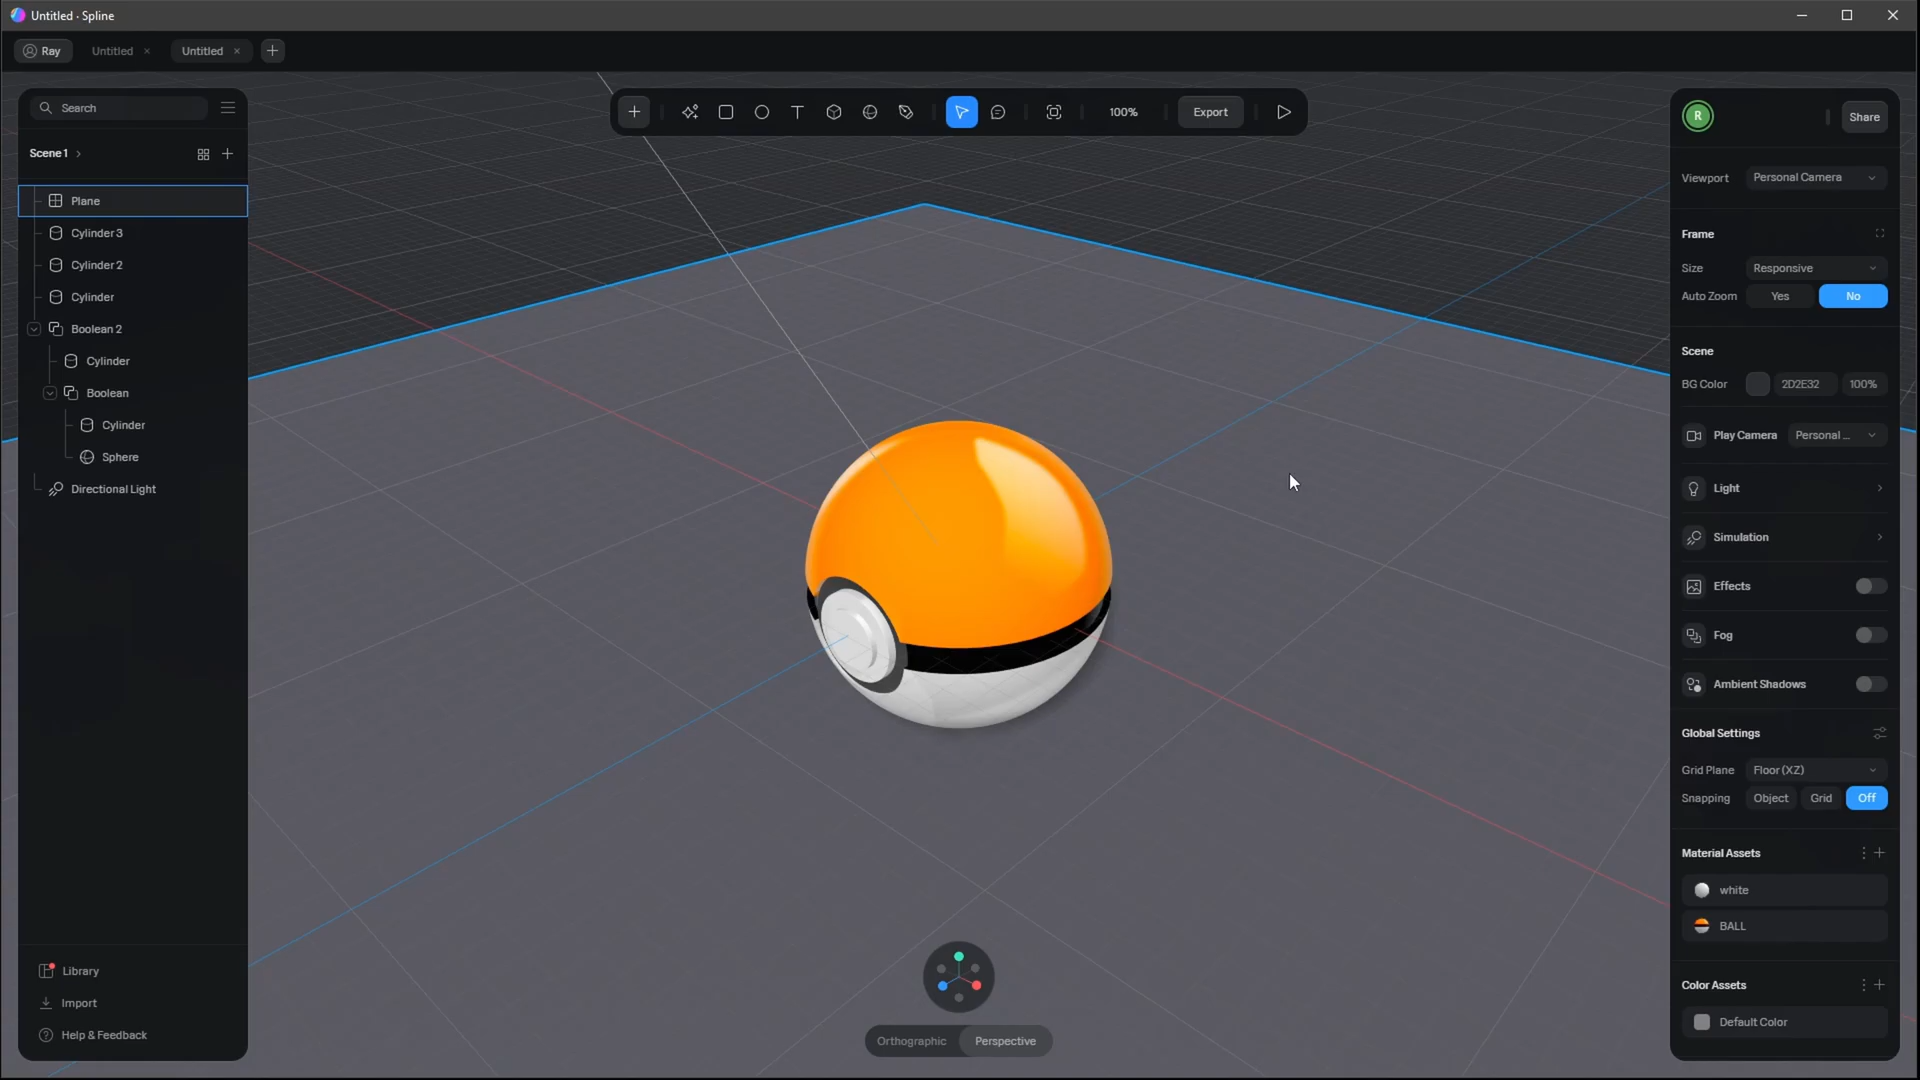 Untitled · Spline
Ray
Untitled
Untitled
Search
Scene 1
Plane
Cylinder 3
Cylinder 2
Cylinder
Boolean 2
Cylinder
Boolean
Cylinder
Sphere
Directional Light
Library
Import
Help & Feedback
100%
Export
Orthographic
Perspective
R
Share
Viewport
Personal Camera
Frame
Size
Responsive
Auto Zoom
Yes
No
Scene
BG Color
2D2E32
100%
Play Camera
Personal ...
Light
Simulation
Effects
Fog
Ambient Shadows
Global Settings
Grid Plane
Floor (XZ)
Snapping
Object
Grid
Off
Material Assets
white
BALL
Color Assets
Default Color